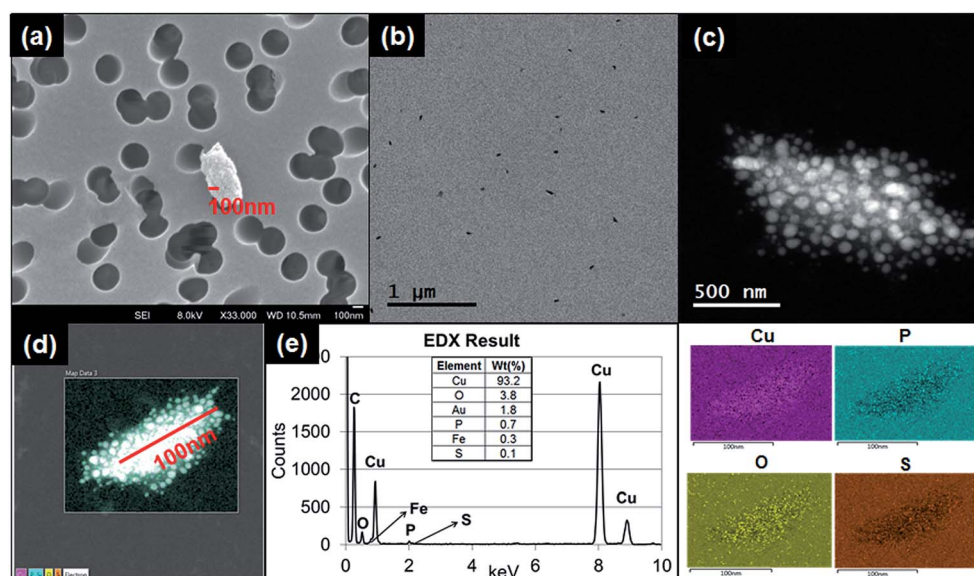 (a)
100nm
SEI 8.0kV X33.000 WD 10.5mm 100nm
(b)
1 µm
(c)
500 nm
(d)
Map Data 3
100nm
Electron
(e)
EDX Result
Element Wt(%)
Cu 93.2
O 3.8
Au 1.8
P 0.7
Fe 0.3
S 0.1
Counts
2000
1500
1000
500
0
C
O
Cu
Fe
P
S
Cu
Cu
0 2 4 6 8 10
keV
Cu
100nm
P
100nm
O
100nm
S
100nm